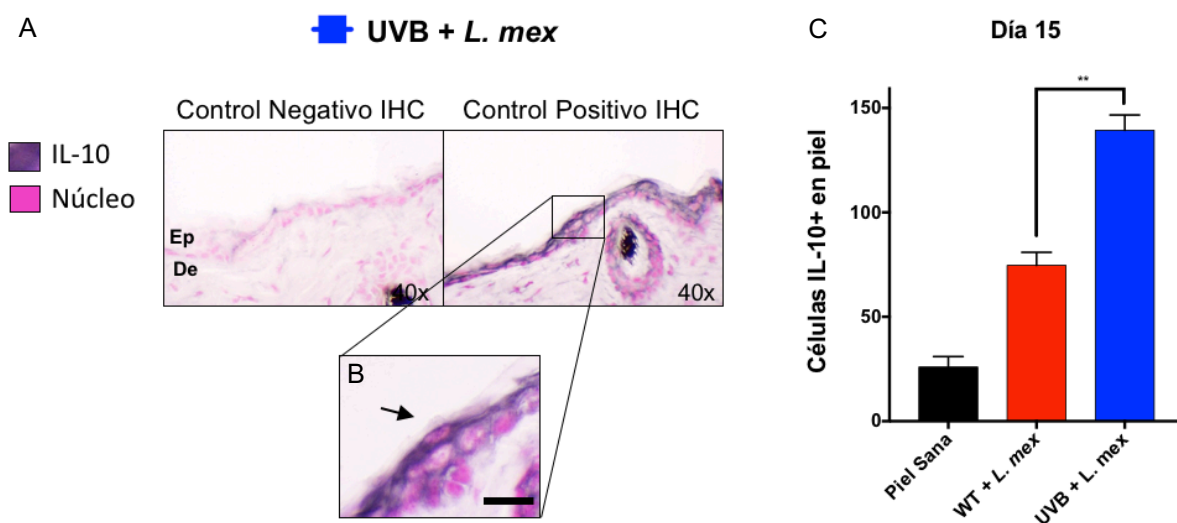 A
UVB + L. mex
Control Negativo IHC
Control Positivo IHC
IL-10
Núcleo
Ep
De
40x
40x
B
C
Día 15
**
Células IL-10+ en piel
150
100
50
0
Piel Sana
WT + L. mex
UVB + L. mex